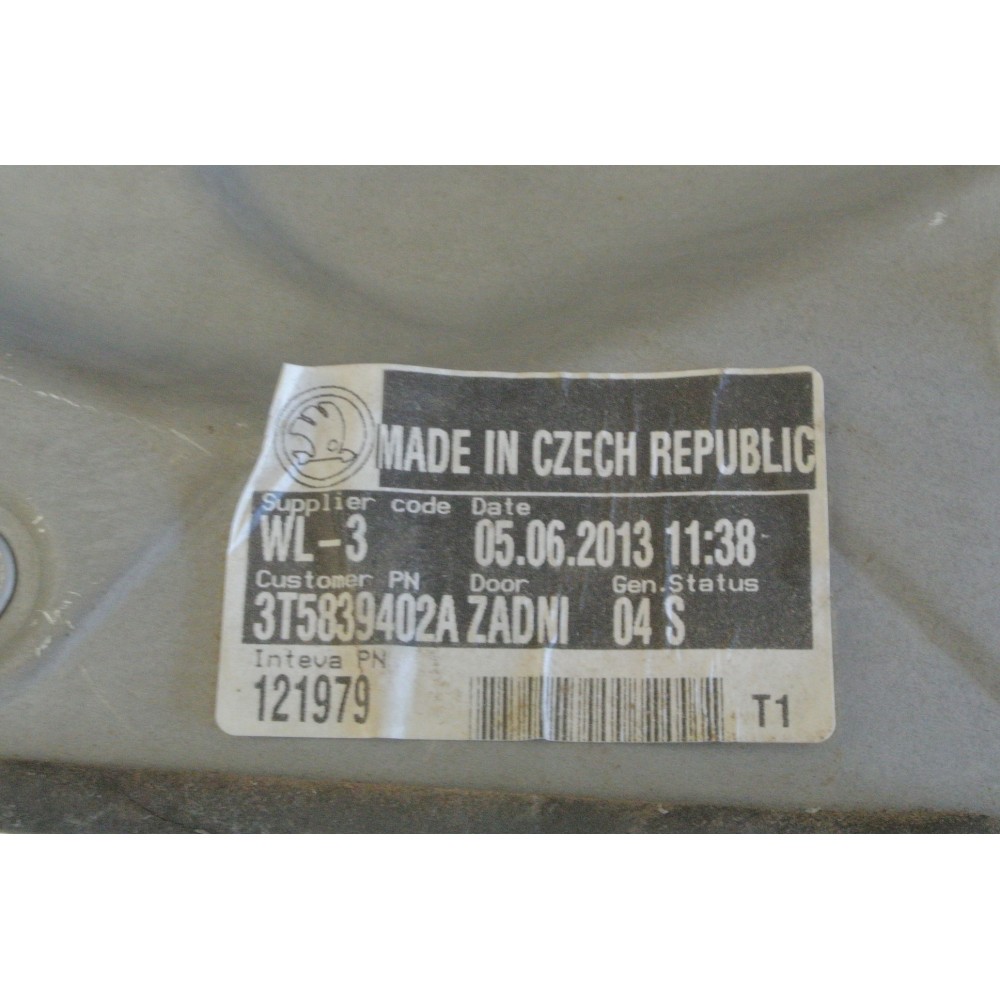 MADE IN CZECH REPUBLIC
Supplier code Date
WL-3 05.06.2013 11:38
Customer PN Door Gen.Status
3T5839402A ZADNI 04 S
Inteva PN
121979 T1